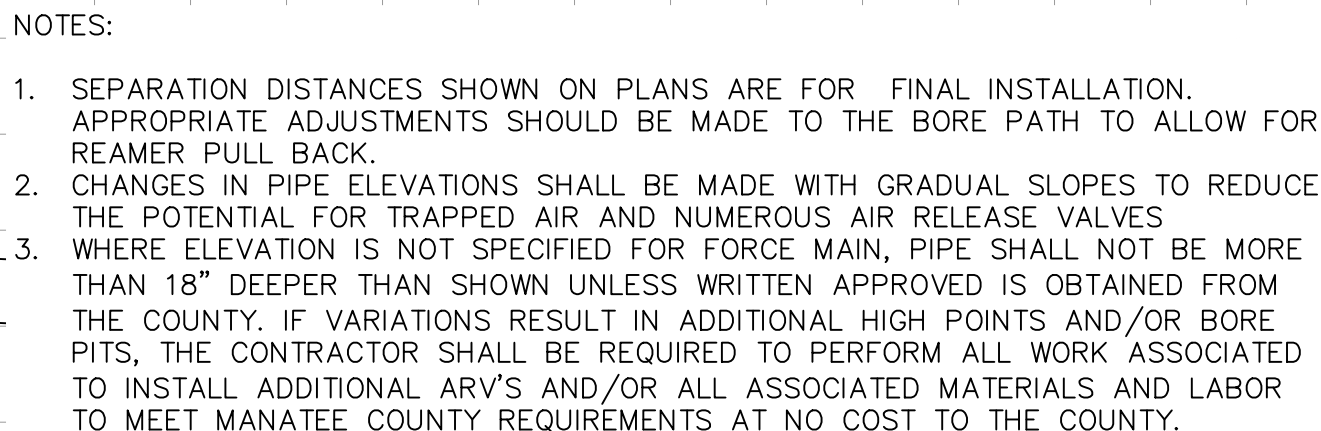 NOTES:
1. SEPARATION DISTANCES SHOWN ON PLANS ARE FOR FINAL INSTALLATION.
APPROPRIATE ADJUSTMENTS SHOULD BE MADE TO THE BORE PATH TO ALLOW FOR
REAMER PULL BACK.
2. CHANGES IN PIPE ELEVATIONS SHALL BE MADE WITH GRADUAL SLOPES TO REDUCE
THE POTENTIAL FOR TRAPPED AIR AND NUMEROUS AIR RELEASE VALVES
3. WHERE ELEVATION IS NOT SPECIFIED FOR FORCE MAIN, PIPE SHALL NOT BE MORE
THAN 18” DEEPER THAN SHOWN UNLESS WRITTEN APPROVED IS OBTAINED FROM
THE COUNTY. IF VARIATIONS RESULT IN ADDITIONAL HIGH POINTS AND/OR BORE
PITS, THE CONTRACTOR SHALL BE REQUIRED TO PERFORM ALL WORK ASSOCIATED
TO INSTALL ADDITIONAL ARV’S AND/OR ALL ASSOCIATED MATERIALS AND LABOR
TO MEET MANATEE COUNTY REQUIREMENTS AT NO COST TO THE COUNTY.